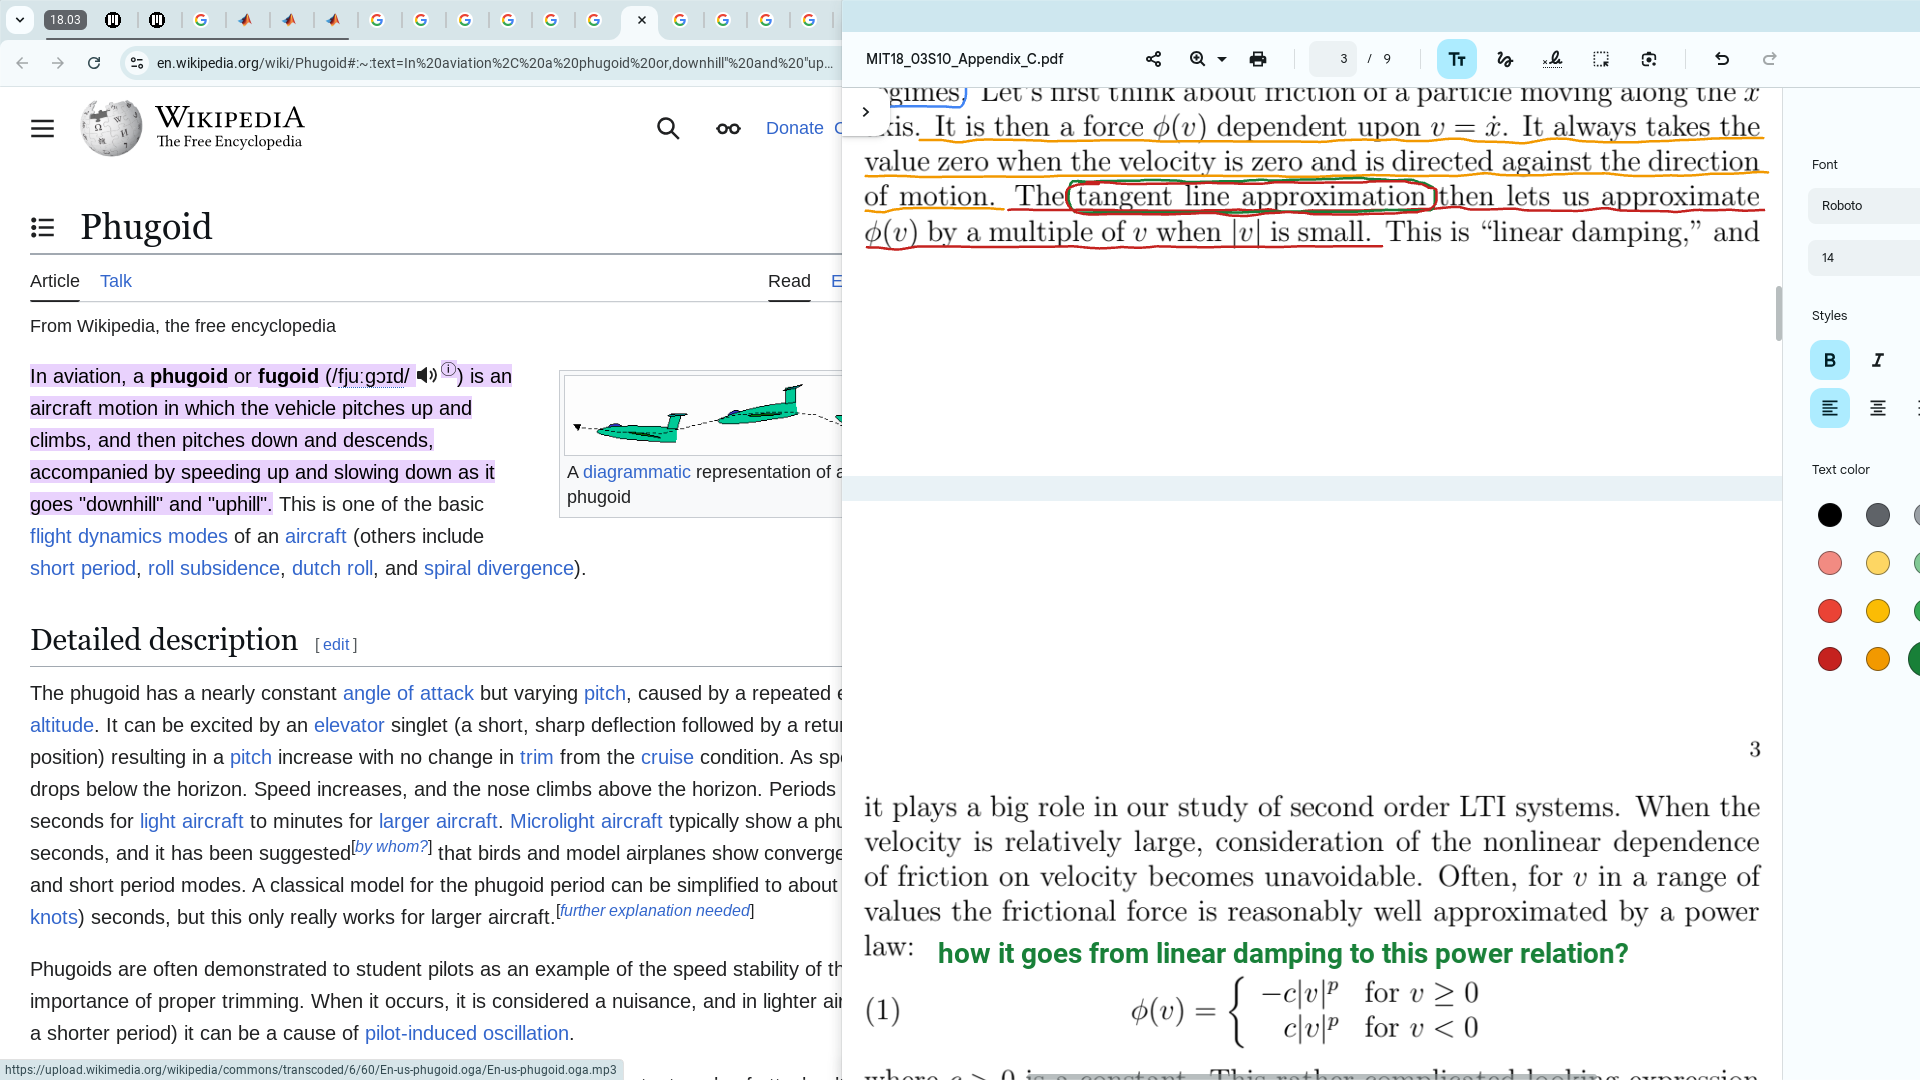 18.03
en.wikipedia.org/wiki/Phugoid#:~:text=In%20aviation%2C%20a%20phugoid%20or,downhill"%20and%20"up...
WIKIPEDIA
The Free Encyclopedia
Donate
Phugoid
Article Talk Read
From Wikipedia, the free encyclopedia
In aviation, a phugoid or fugoid (/fjuːɡɔɪd/ ⓘ) is an
aircraft motion in which the vehicle pitches up and
climbs, and then pitches down and descends,
accompanied by speeding up and slowing down as it
goes "downhill" and "uphill". This is one of the basic
flight dynamics modes of an aircraft (others include
short period, roll subsidence, dutch roll, and spiral divergence).
A diagrammatic representation of a
phugoid
Detailed description [ edit ]
The phugoid has a nearly constant angle of attack but varying pitch, caused by a repeated
altitude. It can be excited by an elevator singlet (a short, sharp deflection followed by a
position) resulting in a pitch increase with no change in trim from the cruise condition. As
drops below the horizon. Speed increases, and the nose climbs above the horizon. Periods
seconds for light aircraft to minutes for larger aircraft. Microlight aircraft typically show a
seconds, and it has been suggested[by whom?] that birds and model airplanes show
and short period modes. A classical model for the phugoid period can be simplified to about
knots) seconds, but this only really works for larger aircraft.[further explanation needed]
Phugoids are often demonstrated to student pilots as an example of the speed stability of
importance of proper trimming. When it occurs, it is considered a nuisance, and in lighter
a shorter period) it can be a cause of pilot-induced oscillation.
https://upload.wikimedia.org/wikipedia/commons/transcoded/6/60/En-us-phugoid.oga/En-us-phugoid.oga.mp3
MIT18_03S10_Appendix_C.pdf 3 / 9
Let's first think about friction of a particle moving along the x
It is then a force ϕ(v) dependent upon v = ẋ. It always takes the
value zero when the velocity is zero and is directed against the direction
of motion. The tangent line approximation then lets us approximate
ϕ(v) by a multiple of v when |v| is small. This is “linear damping,” and
3
it plays a big role in our study of second order LTI systems. When the
velocity is relatively large, consideration of the nonlinear dependence
of friction on velocity becomes unavoidable. Often, for v in a range of
values the frictional force is reasonably well approximated by a power
law: how it goes from linear damping to this power relation?
(1) ϕ(v) = { −c|v|^p for v ≥ 0
c|v|^p for v < 0
Font
Roboto
14
Styles
B I
Text color